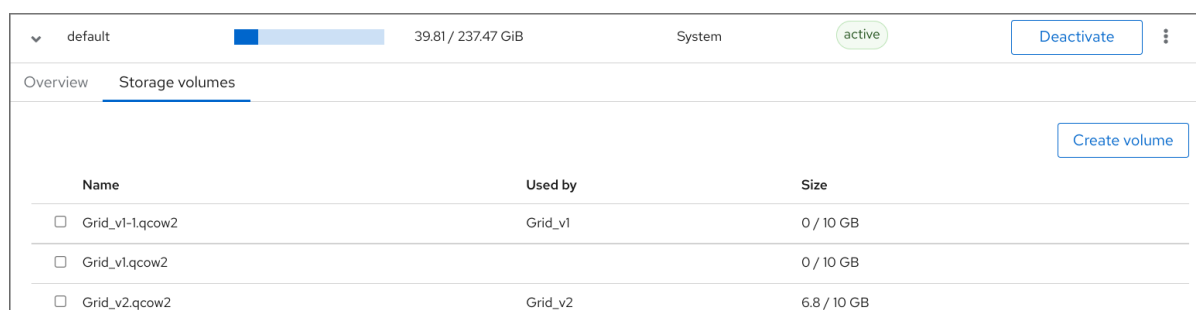 default 39.81 / 237.47 GiB System active Deactivate
Overview Storage volumes
Create volume
Name Used by Size
Grid_v1-1.qcow2 Grid_v1 0 / 10 GB
Grid_v1.qcow2 0 / 10 GB
Grid_v2.qcow2 Grid_v2 6.8 / 10 GB